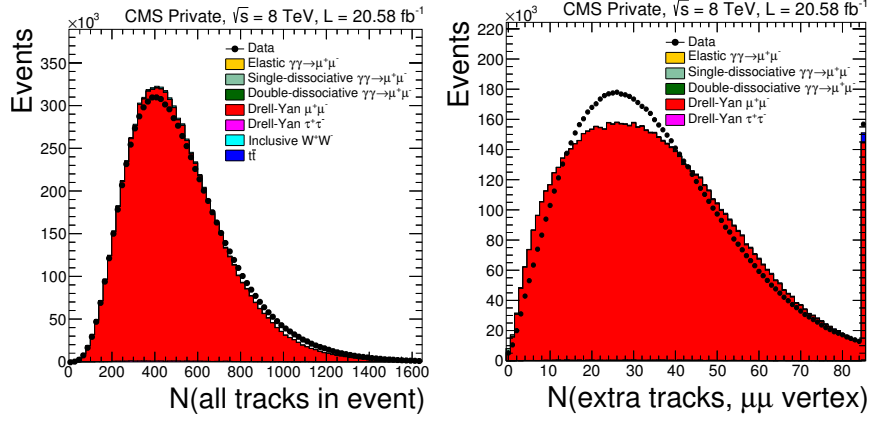 ×10³ CMS Private, √s = 8 TeV, L = 20.58 fb⁻¹
Events
350
300
250
200
150
100
50
0
Data
Elastic γγ→μ⁺μ⁻
Single-dissociative γγ→μ⁺μ⁻
Double-dissociative γγ→μ⁺μ⁻
Drell-Yan μ⁺μ⁻
Drell-Yan τ⁺τ⁻
Inclusive W⁺W⁻
tt̄
0 200 400 600 800 1000 1200 1400 1600
N(all tracks in event)
×10³ CMS Private, √s = 8 TeV, L = 20.58 fb⁻¹
Events
220
200
180
160
140
120
100
80
60
40
20
0
Data
Elastic γγ→μ⁺μ⁻
Single-dissociative γγ→μ⁺μ⁻
Double-dissociative γγ→μ⁺μ⁻
Drell-Yan μ⁺μ⁻
Drell-Yan τ⁺τ⁻
0 10 20 30 40 50 60 70 80
N(extra tracks, μμ vertex)